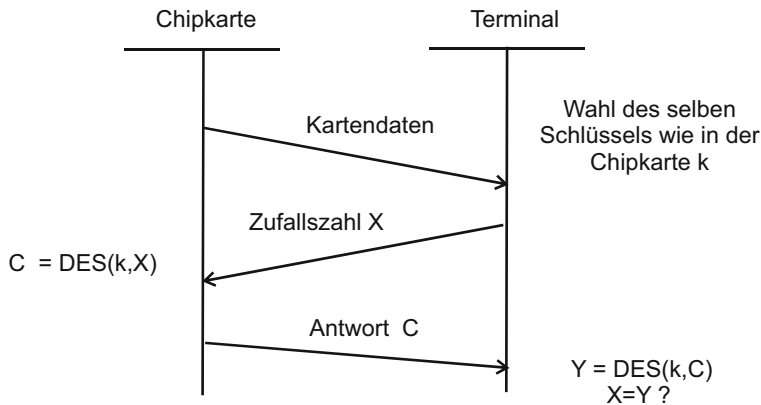 Chipkarte
Terminal
Kartendaten
Wahl des selben
Schlüssels wie in der
Chipkarte k
Zufallszahl X
C = DES(k,X)
Antwort C
Y = DES(k,C)
X=Y ?